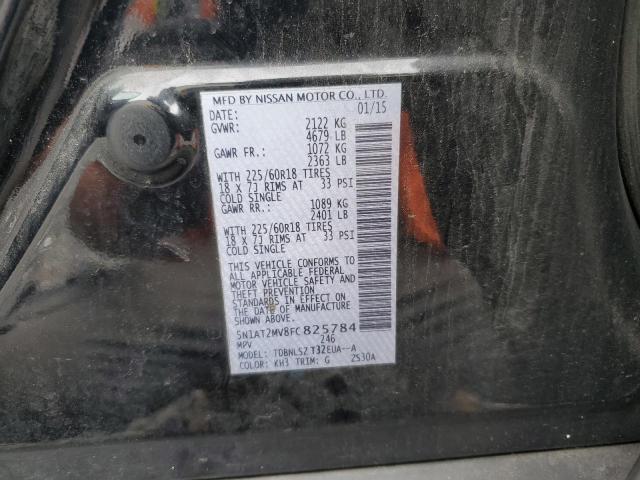 MFD BY NISSAN MOTOR CO., LTD.
DATE: 01/15
GVWR: 2122 KG
4679 LB
GAWR FR.: 1072 KG
2363 LB
WITH 225/60R18 TIRES
18 X 7J RIMS AT 33 PSI
COLD SINGLE
GAWR RR.: 1089 KG
2401 LB
WITH 225/60R18 TIRES
18 X 7J RIMS AT 33 PSI
COLD SINGLE
THIS VEHICLE CONFORMS TO
ALL APPLICABLE FEDERAL
MOTOR VEHICLE SAFETY AND
THEFT PREVENTION
STANDARDS IN EFFECT ON
THE DATE OF MANUFACTURE
SHOWN ABOVE.
5N1AT2MV8FC825784
MPV 246
MODEL: TDBNLSZ T32EUA--A
COLOR: KH3 TRIM: G 2S30A